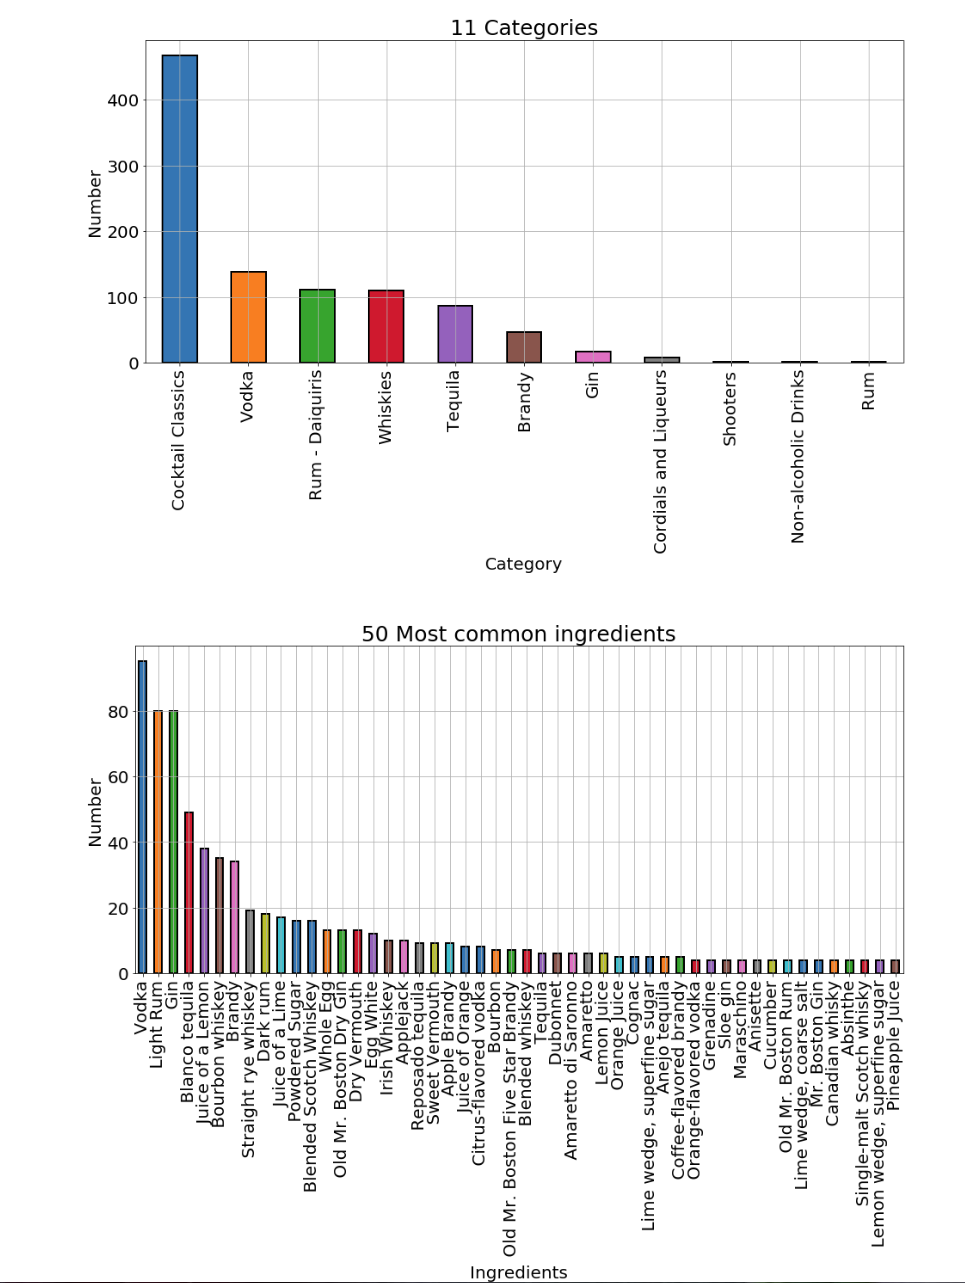 11 Categories
400
300
200
100
0
Number
Cocktail Classics
Vodka
Rum - Daiquiris
Whiskies
Tequila
Brandy
Gin
Cordials and Liqueurs
Shooters
Non-alcoholic Drinks
Rum
Category
50 Most common ingredients
80
60
40
20
0
Number
Vodka
Light Rum
Gin
Blanco tequila
Juice of a Lemon
Bourbon whiskey
Brandy
Straight rye whiskey
Dark rum
Juice of a Lime
Powdered Sugar
Blended Scotch Whiskey
Whole Egg
Old Mr. Boston Dry Gin
Dry Vermouth
Egg White
Irish Whiskey
Applejack
Reposado tequila
Sweet Vermouth
Apple Brandy
Juice of Orange
Citrus-flavored vodka
Bourbon
Old Mr. Boston Five Star Brandy
Blended whiskey
Tequila
Dubonnet
Amaretto di Saronno
Amaretto
Lemon Juice
Orange Juice
Cognac
Lime wedge, superfine sugar
Anejo tequila
Coffee-flavored brandy
Orange-flavored vodka
Grenadine
Sloe gin
Maraschino
Anisette
Cucumber
Old Mr. Boston Rum
Lime wedge, coarse salt
Mr. Boston Gin
Canadian whisky
Absinthe
Single-malt Scotch whisky
Lemon wedge, superfine sugar
Pineapple Juice
Ingredients